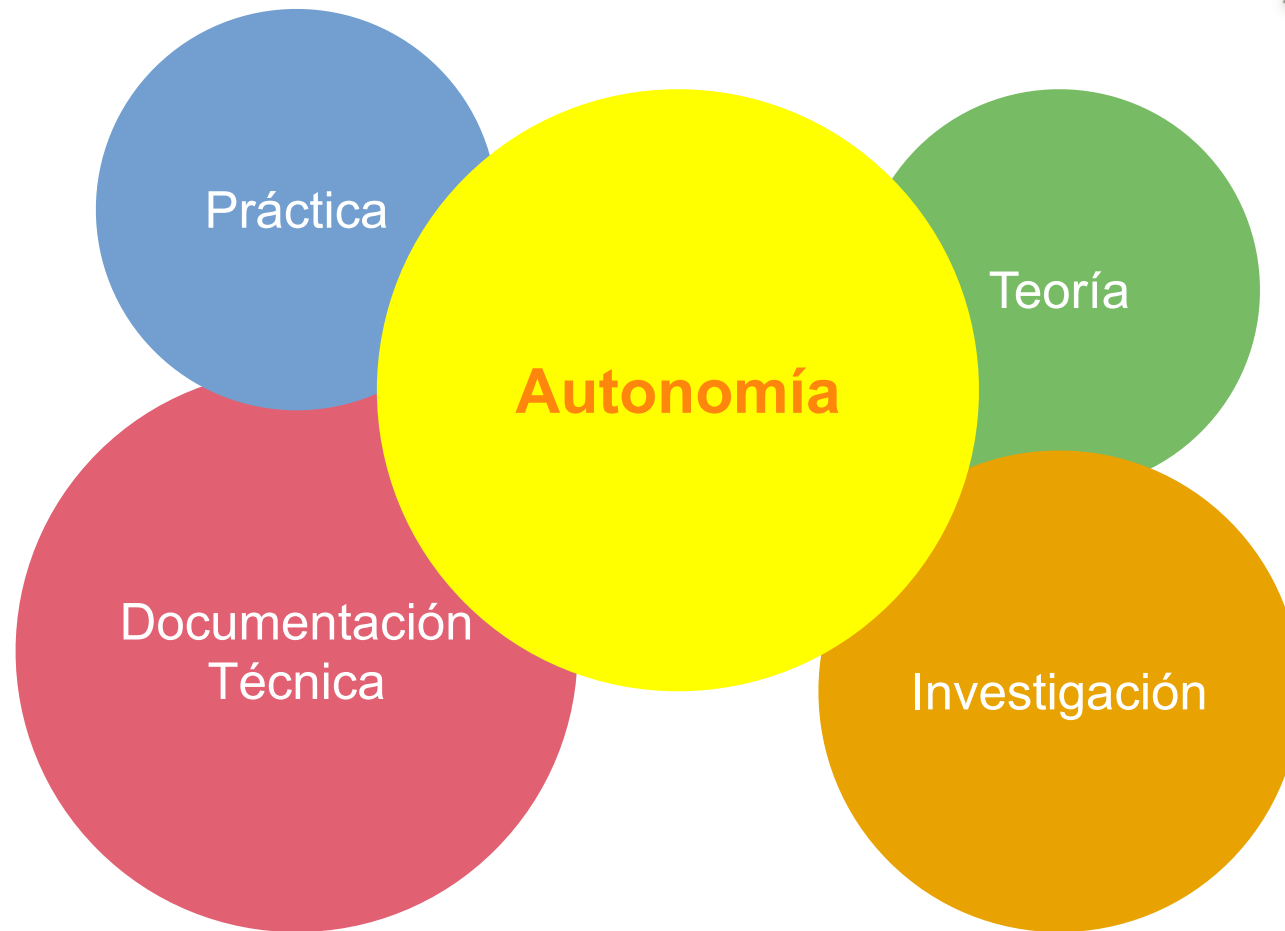 Práctica
Teoría
Autonomía
Documentación
Técnica
Investigación